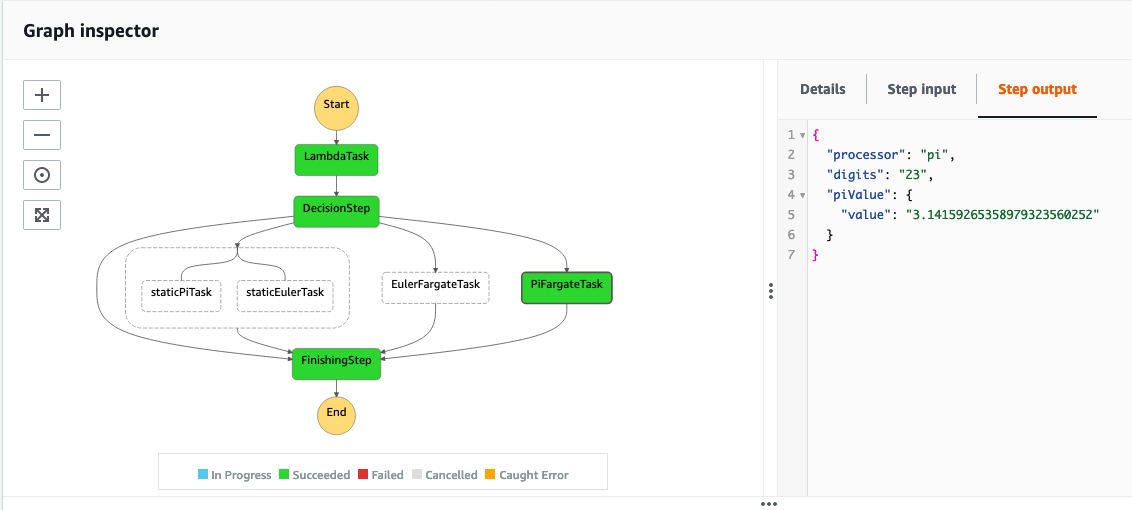 Graph inspector
Start
LambdaTask
DecisionStep
staticPiTask
staticEulerTask
EulerFargateTask
PiFargateTask
FinishingStep
End
In Progress Succeeded Failed Cancelled Caught Error
Details Step input Step output
1 {
2 "processor": "pi",
3 "digits": "23",
4 "piValue": {
5 "value": "3.14159265358979323560252"
6 }
7 }